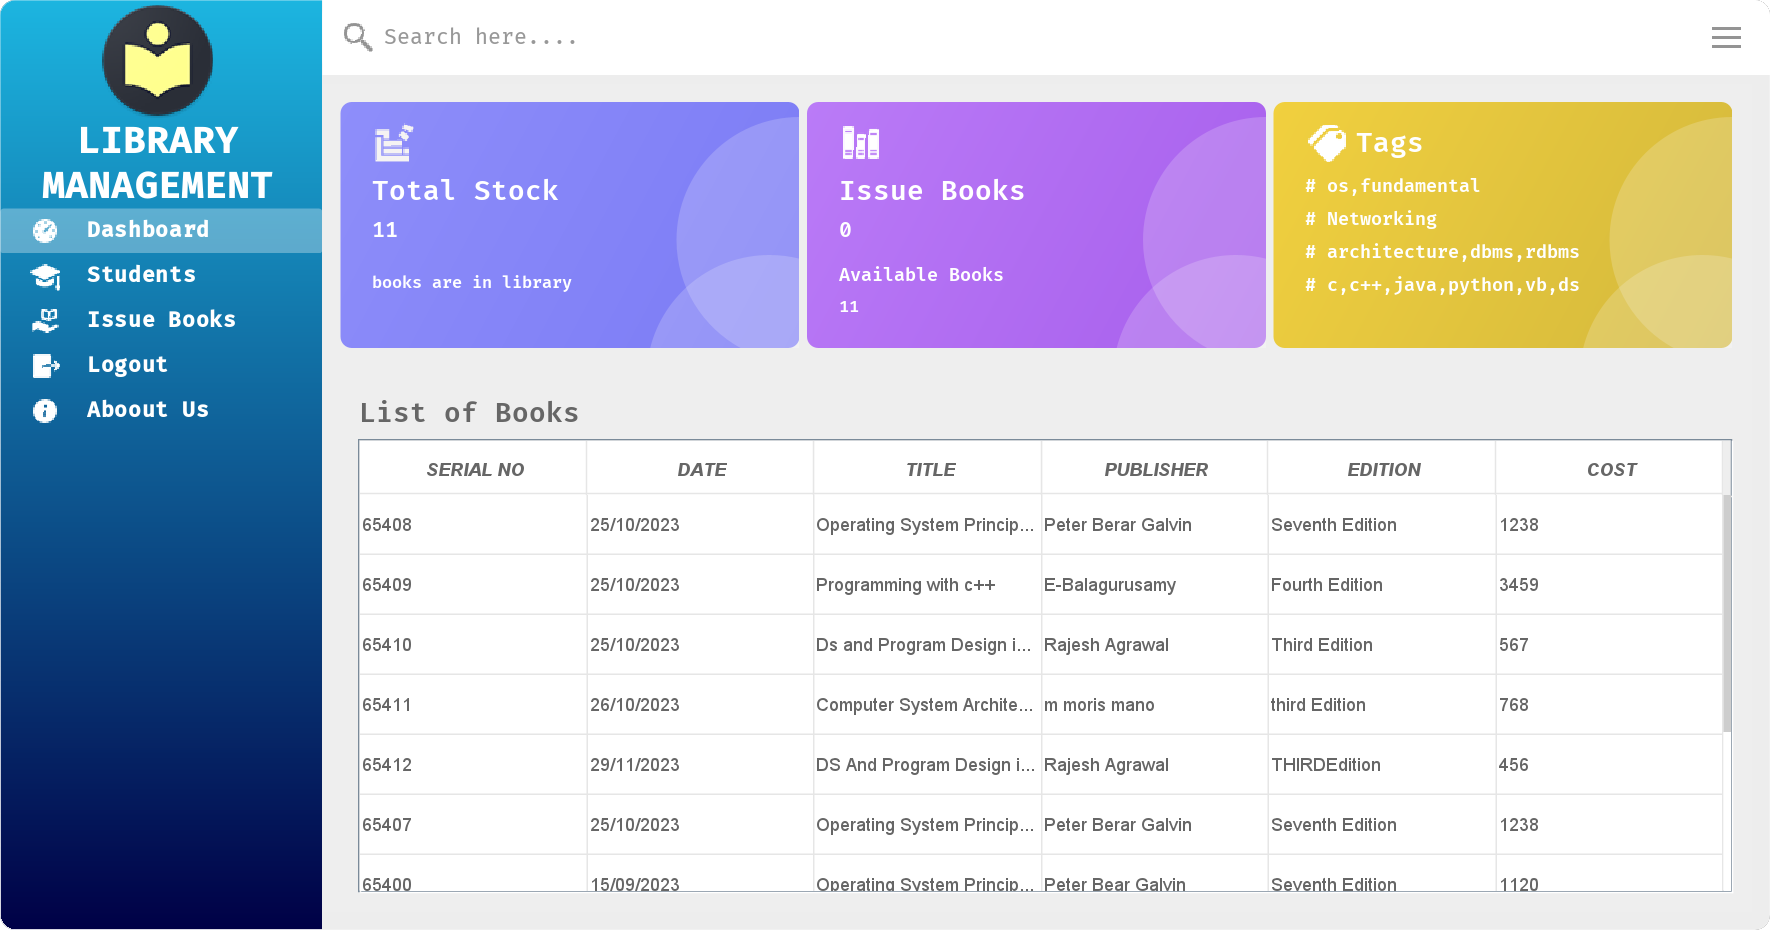 LIBRARY
MANAGEMENT
Dashboard
Students
Issue Books
Logout
Aboout Us
Search here....
Total Stock
11
books are in library
Issue Books
0
Available Books
11
Tags
# os,fundamental
# Networking
# architecture,dbms,rdbms
# c,c++,java,python,vb,ds
List of Books
SERIAL NO DATE TITLE PUBLISHER EDITION COST
65408 25/10/2023 Operating System Princip... Peter Berar Galvin Seventh Edition 1238
65409 25/10/2023 Programming with c++ E-Balagurusamy Fourth Edition 3459
65410 25/10/2023 Ds and Program Design i... Rajesh Agrawal Third Edition 567
65411 26/10/2023 Computer System Archite... m moris mano third Edition 768
65412 29/11/2023 DS And Program Design i... Rajesh Agrawal THIRDEdition 456
65407 25/10/2023 Operating System Princip... Peter Berar Galvin Seventh Edition 1238
65400 15/09/2023 Operating System Princip... Peter Bear Galvin Seventh Edition 1120